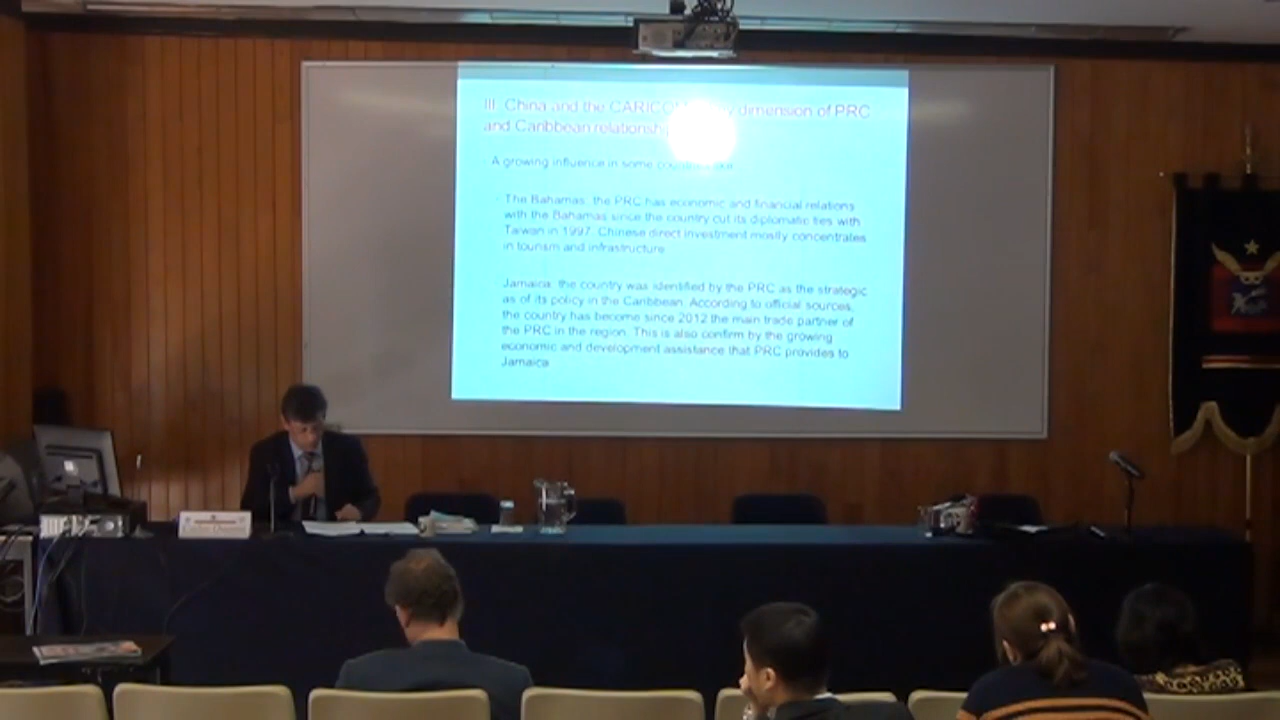 III. China and the CARICOM dimension of PRC
and Caribbean relationship
A growing influence in some
The Bahamas: the PRC has economic and financial relations
with the Bahamas since the country cut its diplomatic ties with
Taiwan in 1997. Chinese direct investment mostly concentrates
in tourism and infrastructure.
Jamaica: the country was identified by the PRC as the strategic
as of its policy in the Caribbean. According to official sources,
the country has become since 2012 the main trade partner of
the PRC in the region. This is also confirm by the growing
economic and development assistance that PRC provides to
Jamaica